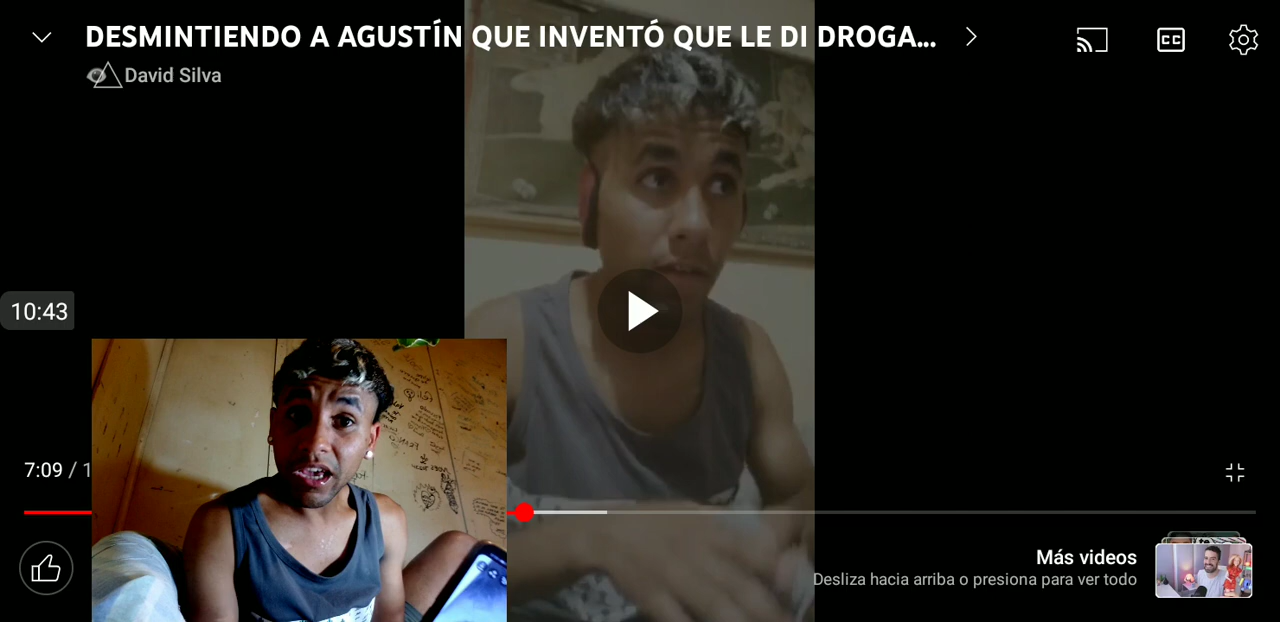 DESMINTIENDO A AGUSTÍN QUE INVENTÓ QUE LE DI DROGA...
David Silva
CC
10:43
7:09 / 1
Más videos
Desliza hacia arriba o presiona para ver todo